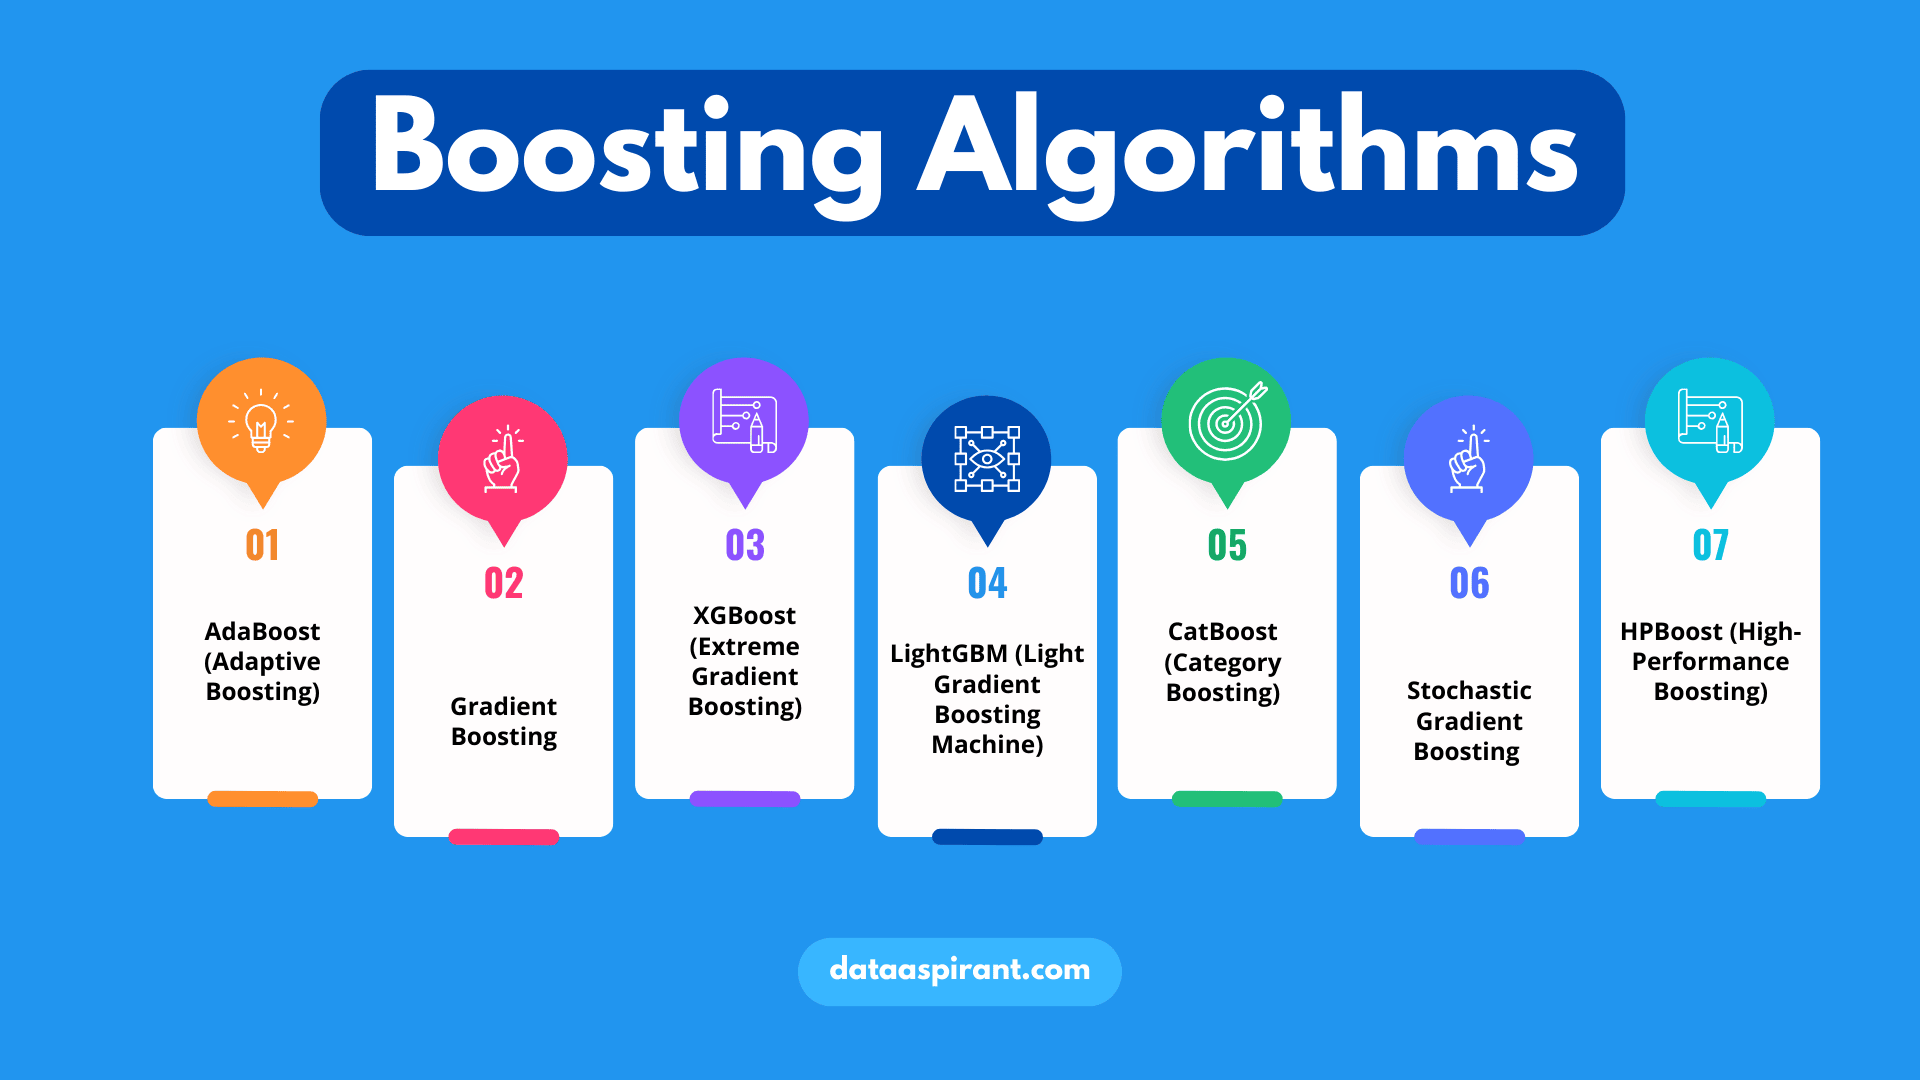 Boosting Algorithms
01
AdaBoost
(Adaptive
Boosting)
02
Gradient
Boosting
03
XGBoost
(Extreme
Gradient
Boosting)
04
LightGBM (Light
Gradient
Boosting
Machine)
05
CatBoost
(Category
Boosting)
06
Stochastic
Gradient
Boosting
07
HPBoost (High-
Performance
Boosting)
dataaspirant.com